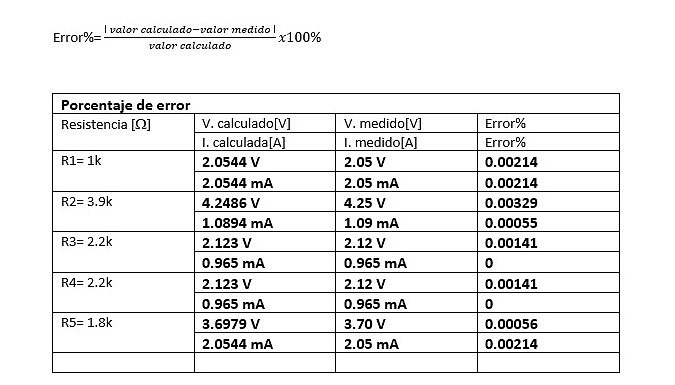 Error%= |valor calculado−valor medido| / valor calculado x100%
Porcentaje de error
Resistencia [Ω] V. calculado[V] V. medido[V] Error%
I. calculada[A] I. medido[A] Error%
R1= 1k 2.0544 V 2.05 V 0.00214
2.0544 mA 2.05 mA 0.00214
R2= 3.9k 4.2486 V 4.25 V 0.00329
1.0894 mA 1.09 mA 0.00055
R3= 2.2k 2.123 V 2.12 V 0.00141
0.965 mA 0.965 mA 0
R4= 2.2k 2.123 V 2.12 V 0.00141
0.965 mA 0.965 mA 0
R5= 1.8k 3.6979 V 3.70 V 0.00056
2.0544 mA 2.05 mA 0.00214